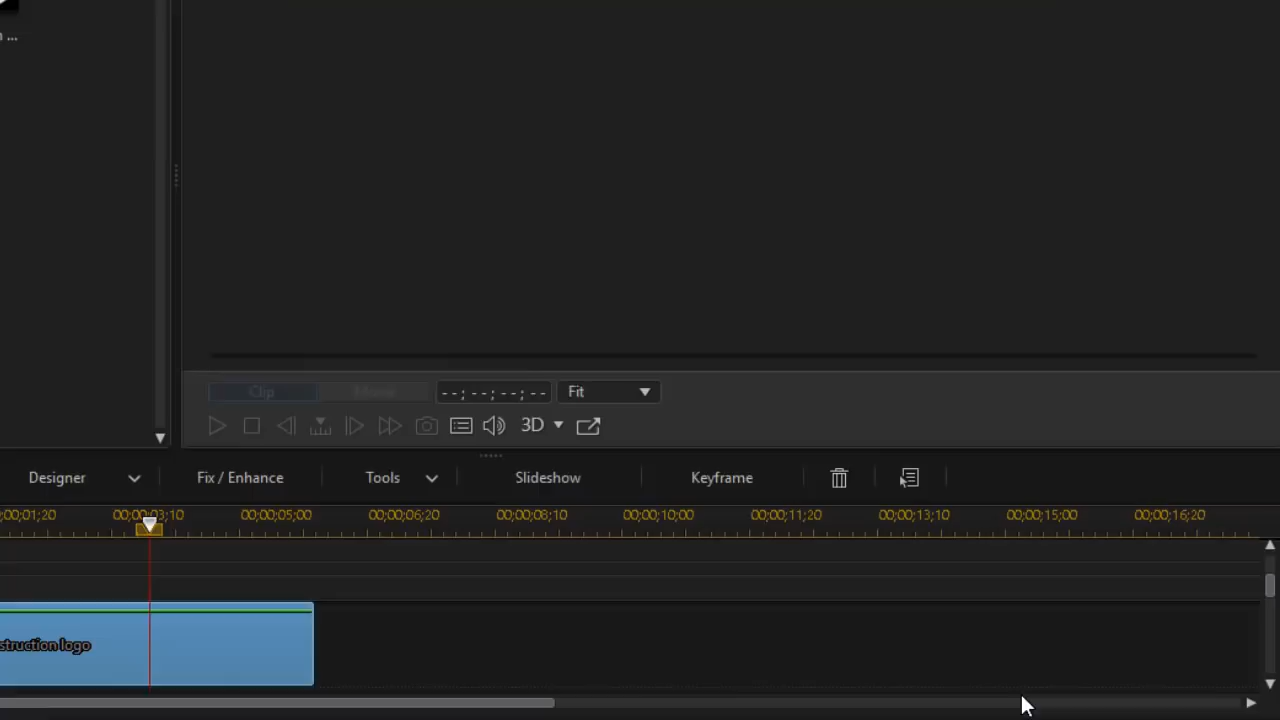 ...
Clip Movie --;--;--;-- Fit
3D
Designer Fix / Enhance Tools Slideshow Keyframe
;00;01;20 00;00;03;10 00;00;05;00 00;00;06;20 00;00;08;10 00;00;10;00 00;00;11;20 00;00;13;10 00;00;15;00 00;00;16;20
struction logo